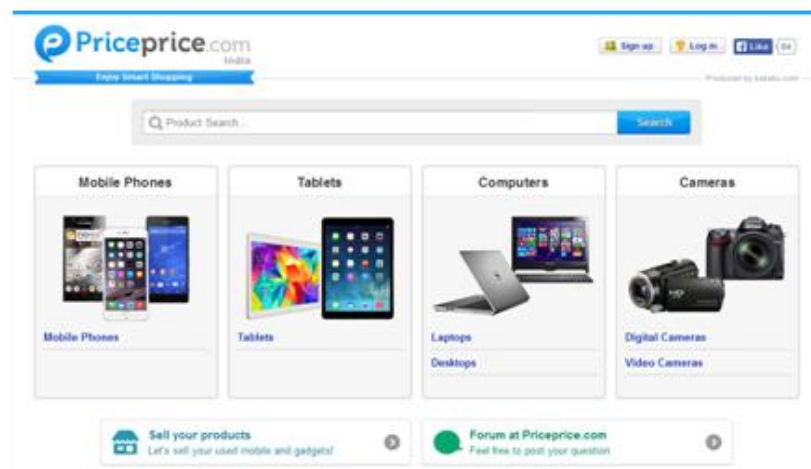 Priceprice.com
India
Enjoy Smart Shopping
Sign up
Log in
Like
Produced by kakaku.com
Product Search...
Search
Mobile Phones
Tablets
Computers
Cameras
Mobile Phones
Tablets
Laptops
Desktops
Digital Cameras
Video Cameras
Sell your products
Let's sell your used mobile and gadgets!
Forum at Priceprice.com
Feel free to post your question